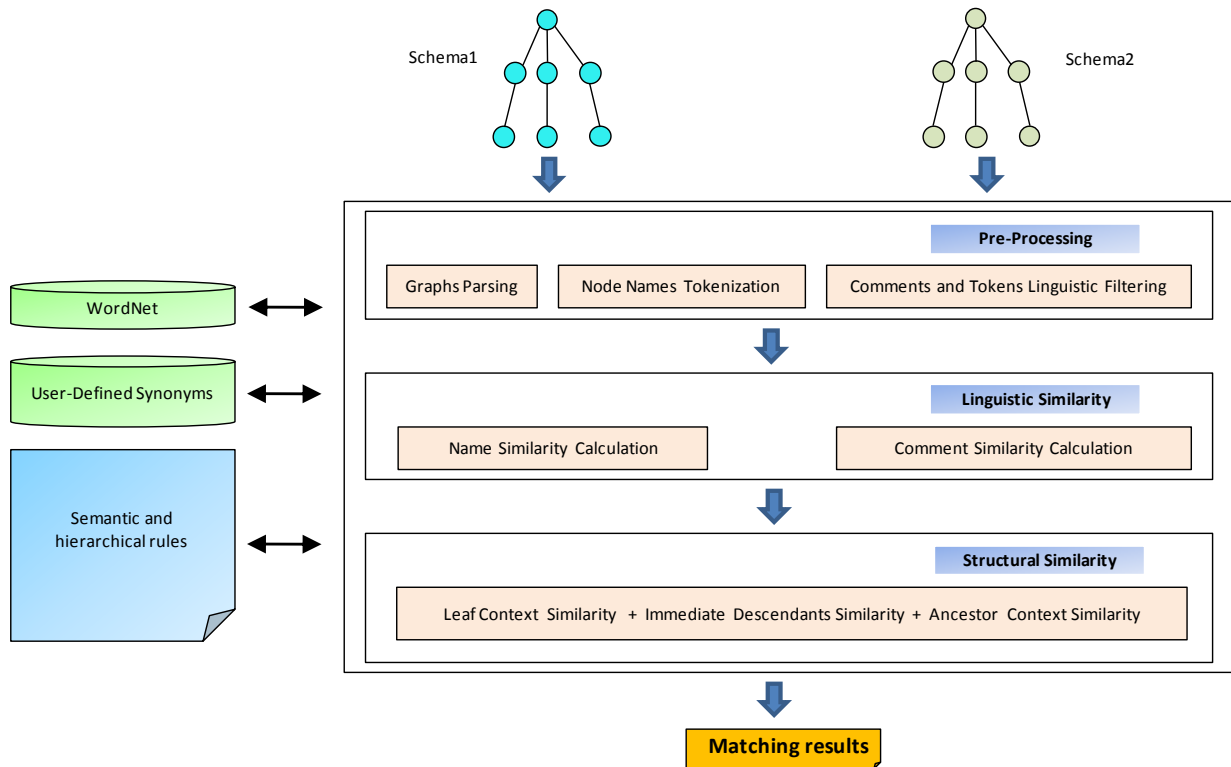 Schema1
Schema2
Pre-Processing
Graphs Parsing
Node Names Tokenization
Comments and Tokens Linguistic Filtering
WordNet
User-Defined Synonyms
Linguistic Similarity
Name Similarity Calculation
Comment Similarity Calculation
Semantic and
hierarchical rules
Structural Similarity
Leaf Context Similarity + Immediate Descendants Similarity + Ancestor Context Similarity
Matching results